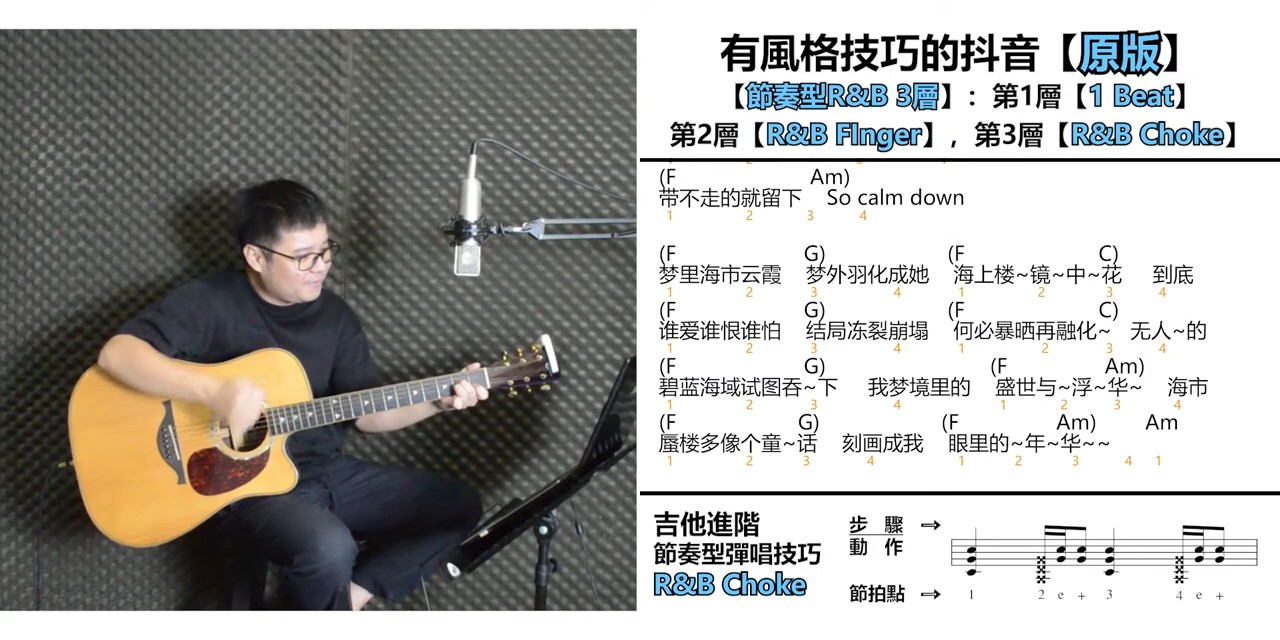 有風格技巧的抖音【原版】
【節奏型R&B 3層】：第1層【1 Beat】
第2層【R&B FInger】，第3層【R&B Choke】
(F Am)
带不走的就留下 So calm down
1 2 3 4
(F G) (F C)
梦里海市云霞 梦外羽化成她 海上楼~镜~中~花 到底
1 2 3 4 1 2 3 4
(F G) (F C)
谁爱谁恨谁怕 结局冻裂崩塌 何必暴晒再融化~ 无人~的
1 2 3 4 1 2 3 4
(F G) (F Am)
碧蓝海域试图吞~下 我梦境里的 盛世与~浮~华~ 海市
1 2 3 4 1 2 3 4
(F G) (F Am) Am
蜃楼多像个童~话 刻画成我 眼里的~年~华~~
1 2 3 4 1 2 3 4 1
吉他進階
節奏型彈唱技巧
R&B Choke
步驟 ⇒
動作
節拍點 ⇒ 1 2 e + 3 4 e +